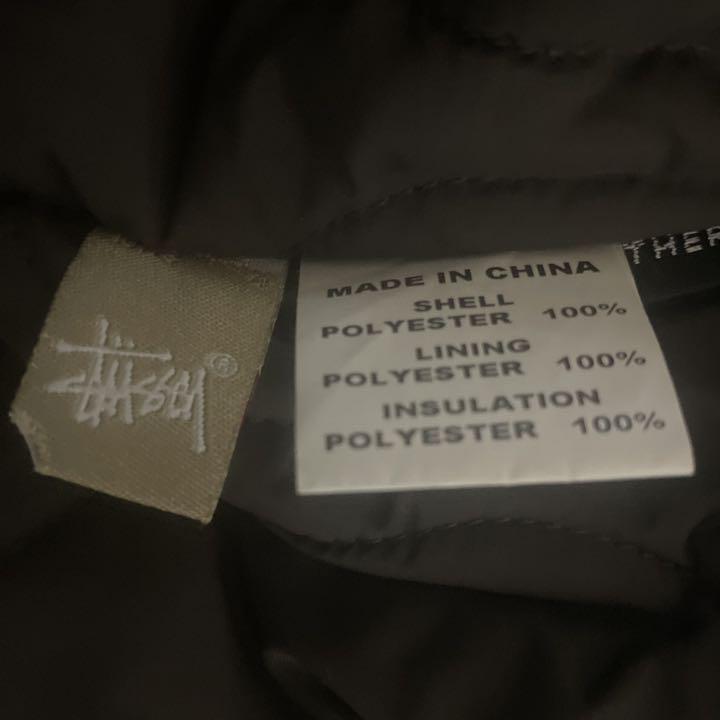 Stüssy®
MADE IN CHINA
SHELL
POLYESTER 100%
LINING
POLYESTER 100%
INSULATION
POLYESTER 100%